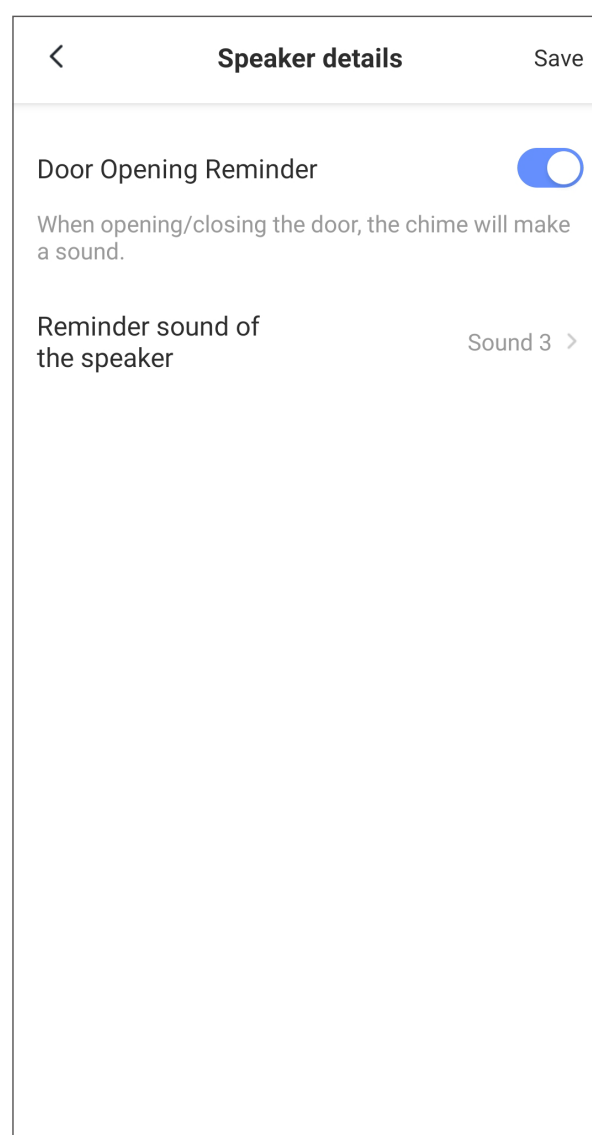 Speaker details
Save
Door Opening Reminder
When opening/closing the door, the chime will make
a sound.
Reminder sound of
the speaker
Sound 3